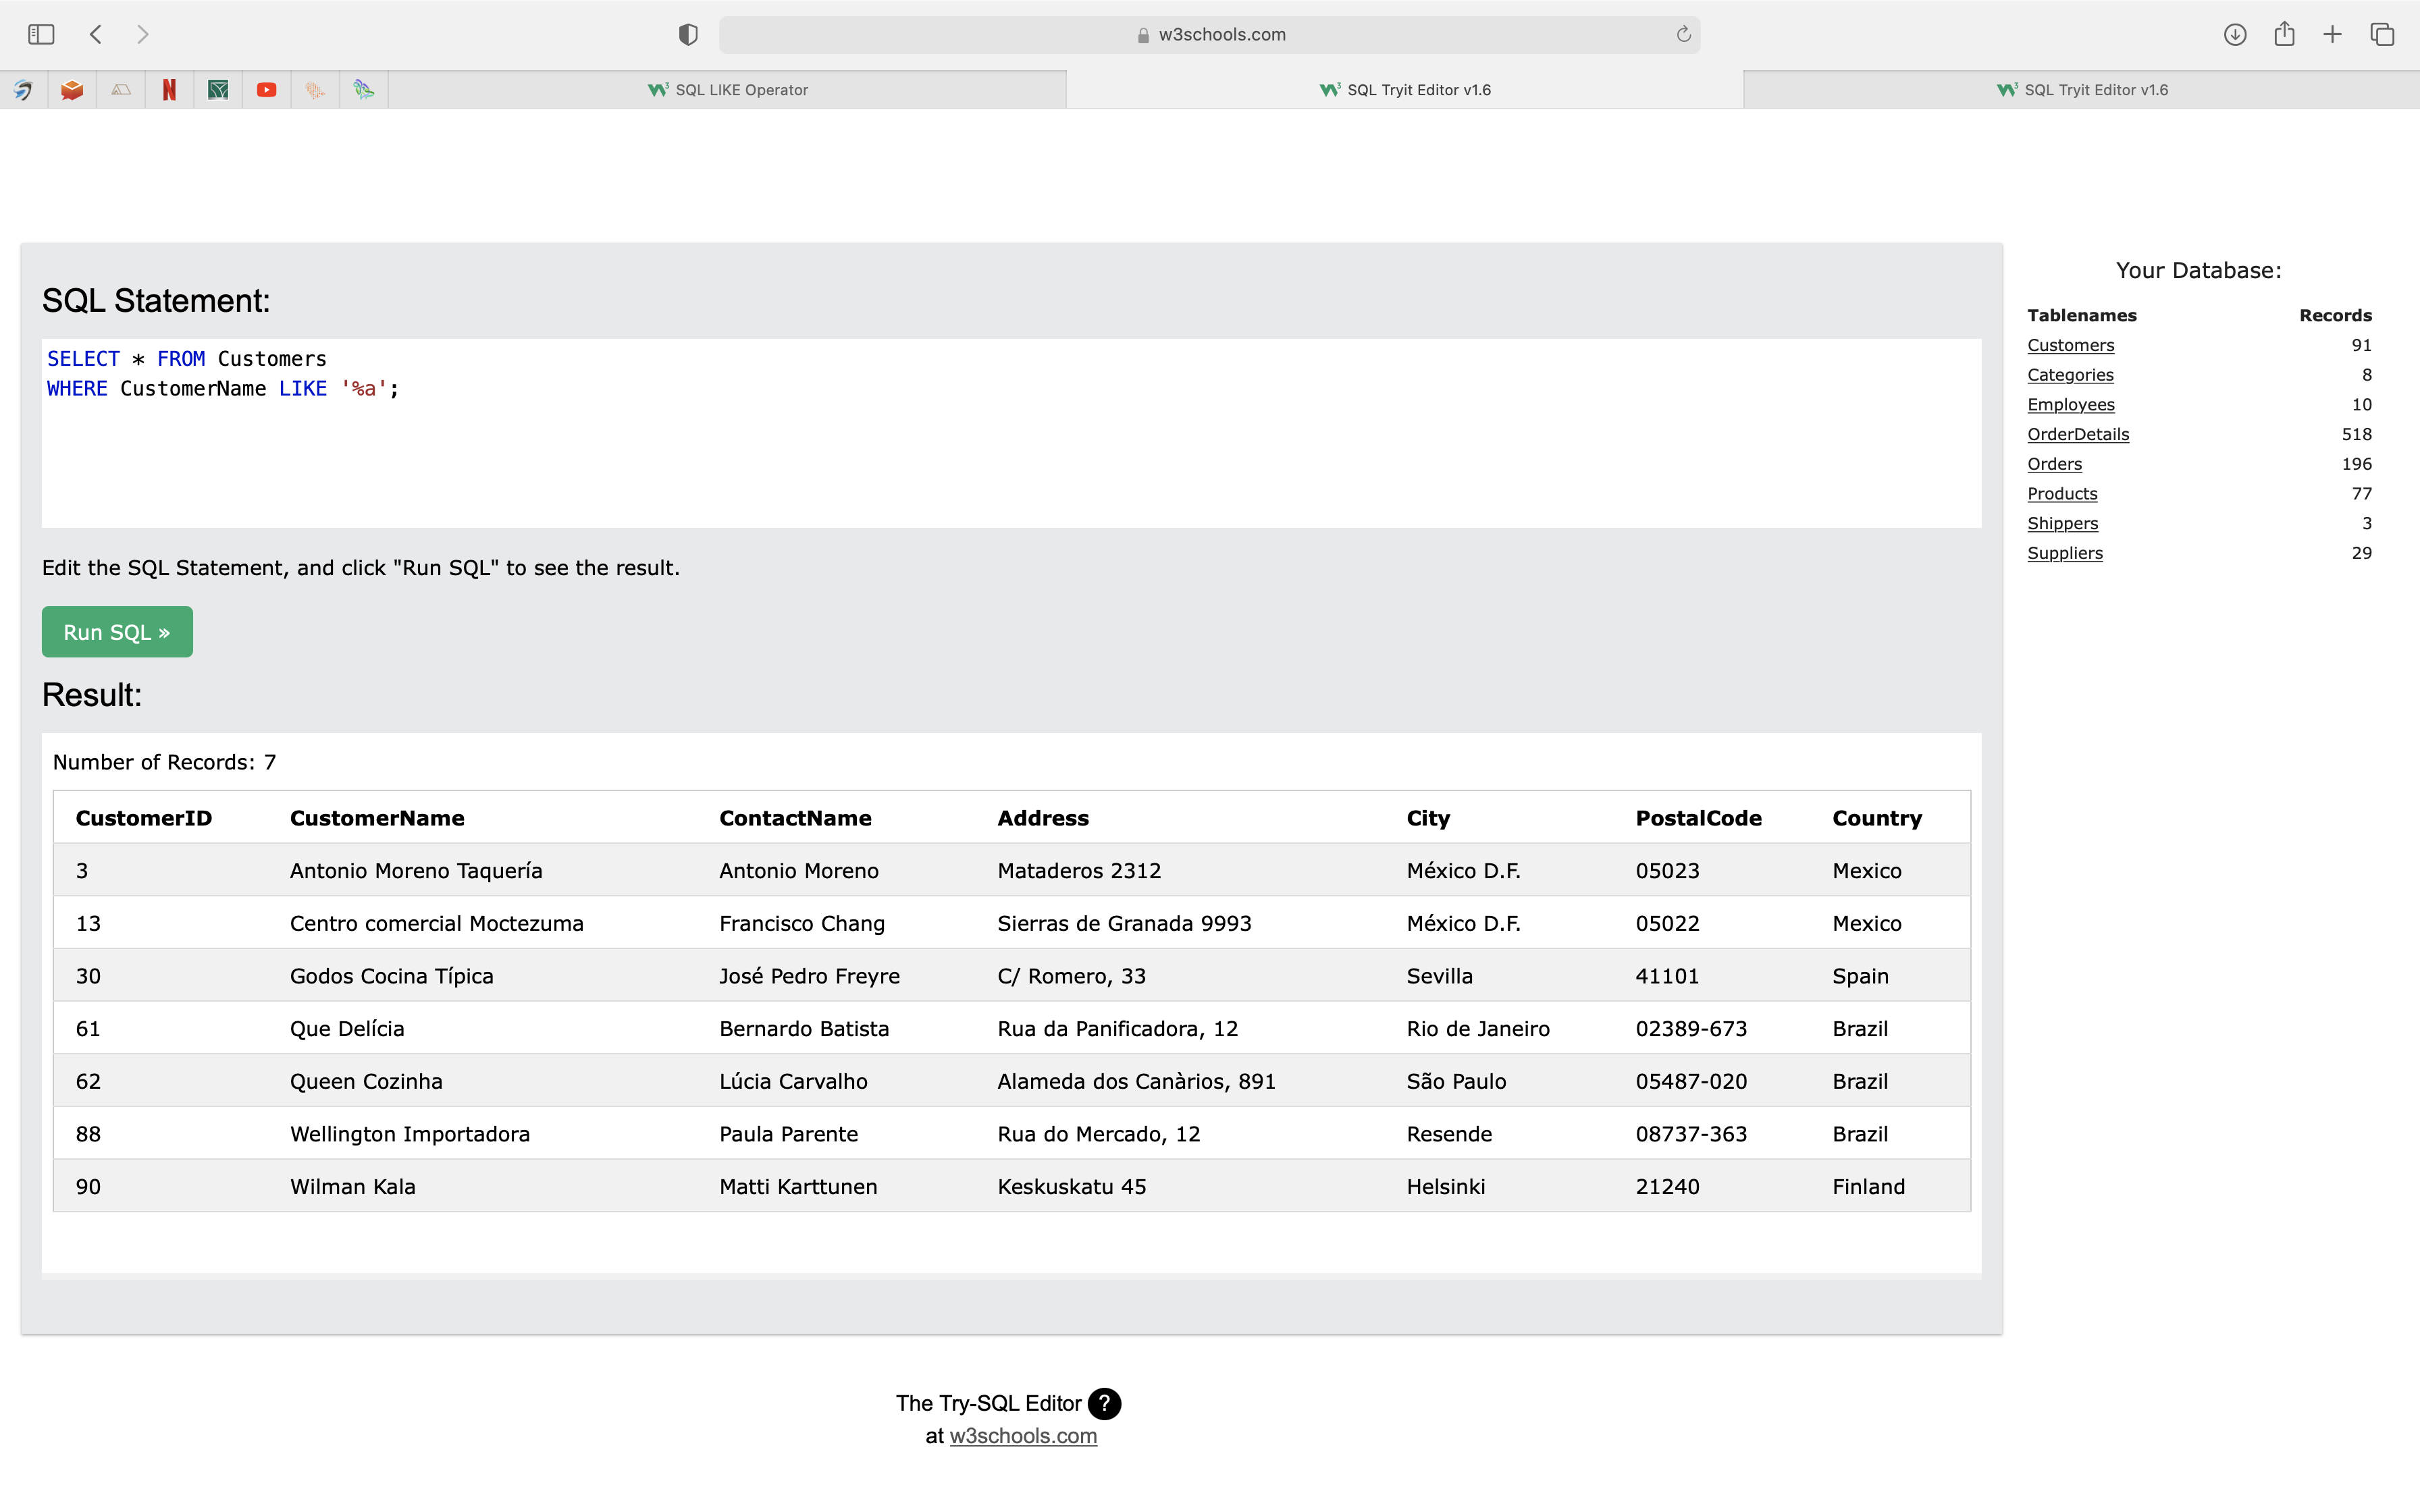 w3schools.com
SQL LIKE Operator
SQL Tryit Editor v1.6
SQL Tryit Editor v1.6
SQL Statement:
SELECT * FROM Customers
WHERE CustomerName LIKE '%a';
Edit the SQL Statement, and click "Run SQL" to see the result.
Run SQL »
Result:
Number of Records: 7
CustomerID CustomerName ContactName Address City PostalCode Country
3 Antonio Moreno Taquería Antonio Moreno Mataderos 2312 México D.F. 05023 Mexico
13 Centro comercial Moctezuma Francisco Chang Sierras de Granada 9993 México D.F. 05022 Mexico
30 Godos Cocina Típica José Pedro Freyre C/ Romero, 33 Sevilla 41101 Spain
61 Que Delícia Bernardo Batista Rua da Panificadora, 12 Rio de Janeiro 02389-673 Brazil
62 Queen Cozinha Lúcia Carvalho Alameda dos Canàrios, 891 São Paulo 05487-020 Brazil
88 Wellington Importadora Paula Parente Rua do Mercado, 12 Resende 08737-363 Brazil
90 Wilman Kala Matti Karttunen Keskuskatu 45 Helsinki 21240 Finland
Your Database:
Tablenames Records
Customers 91
Categories 8
Employees 10
OrderDetails 518
Orders 196
Products 77
Shippers 3
Suppliers 29
The Try-SQL Editor ?
at w3schools.com